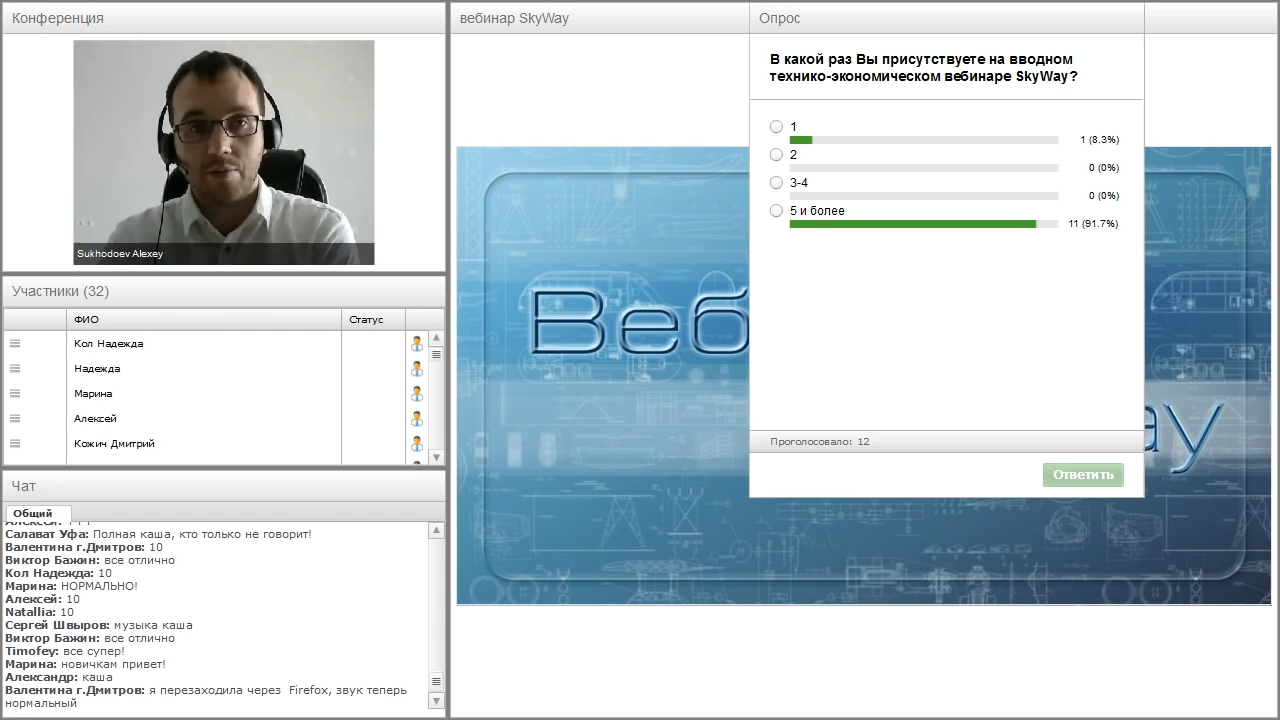 Конференция
Sukhodoev Alexey
Участники (32)
ФИО Статус
Кол Надежда
Надежда
Марина
Алексей
Кожич Дмитрий
Чат
Общий
Салават Уфа: Полная каша, кто только не говорит!
Валентина г.Дмитров: 10
Виктор Бажин: все отлично
Кол Надежда: 10
Марина: НОРМАЛЬНО!
Алексей: 10
Natallia: 10
Сергей Швыров: музыка каша
Виктор Бажин: все отлично
Timofey: все супер!
Марина: новичкам привет!
Александр: каша
Валентина г.Дмитров: я перезаходила через Firefox, звук теперь
нормальный
вебинар SkyWay
Веб
ay
Опрос
В какой раз Вы присутствуете на вводном
технико-экономическом вебинаре SkyWay?
1
1 (8.3%)
2
0 (0%)
3-4
0 (0%)
5 и более
11 (91.7%)
Проголосовало: 12
Ответить